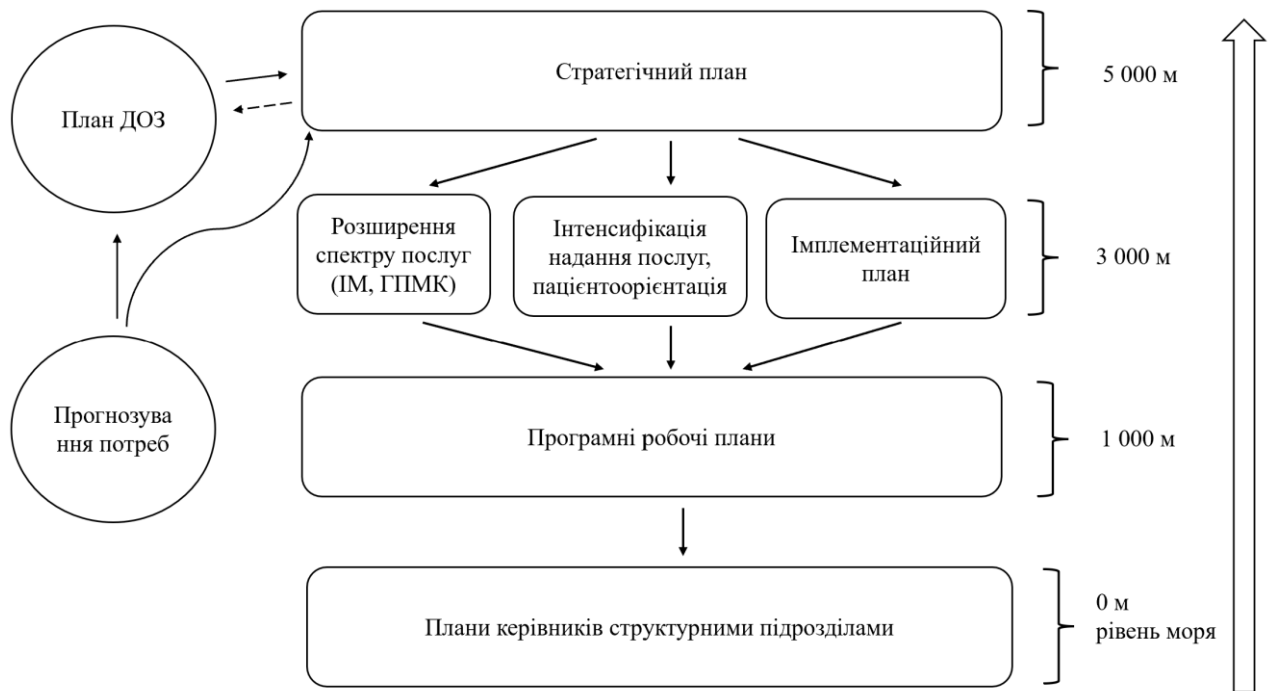 Стратегічний план
5 000 м
План ДОЗ
Розширення
спектру послуг
(ІМ, ГПМК)
Інтенсифікація
надання послуг,
пацієнтоорієнтація
Імплементаційний
план
3 000 м
Прогнозува
ння потреб
Програмні робочі плани
1 000 м
Плани керівників структурними підрозділами
0 м
рівень моря